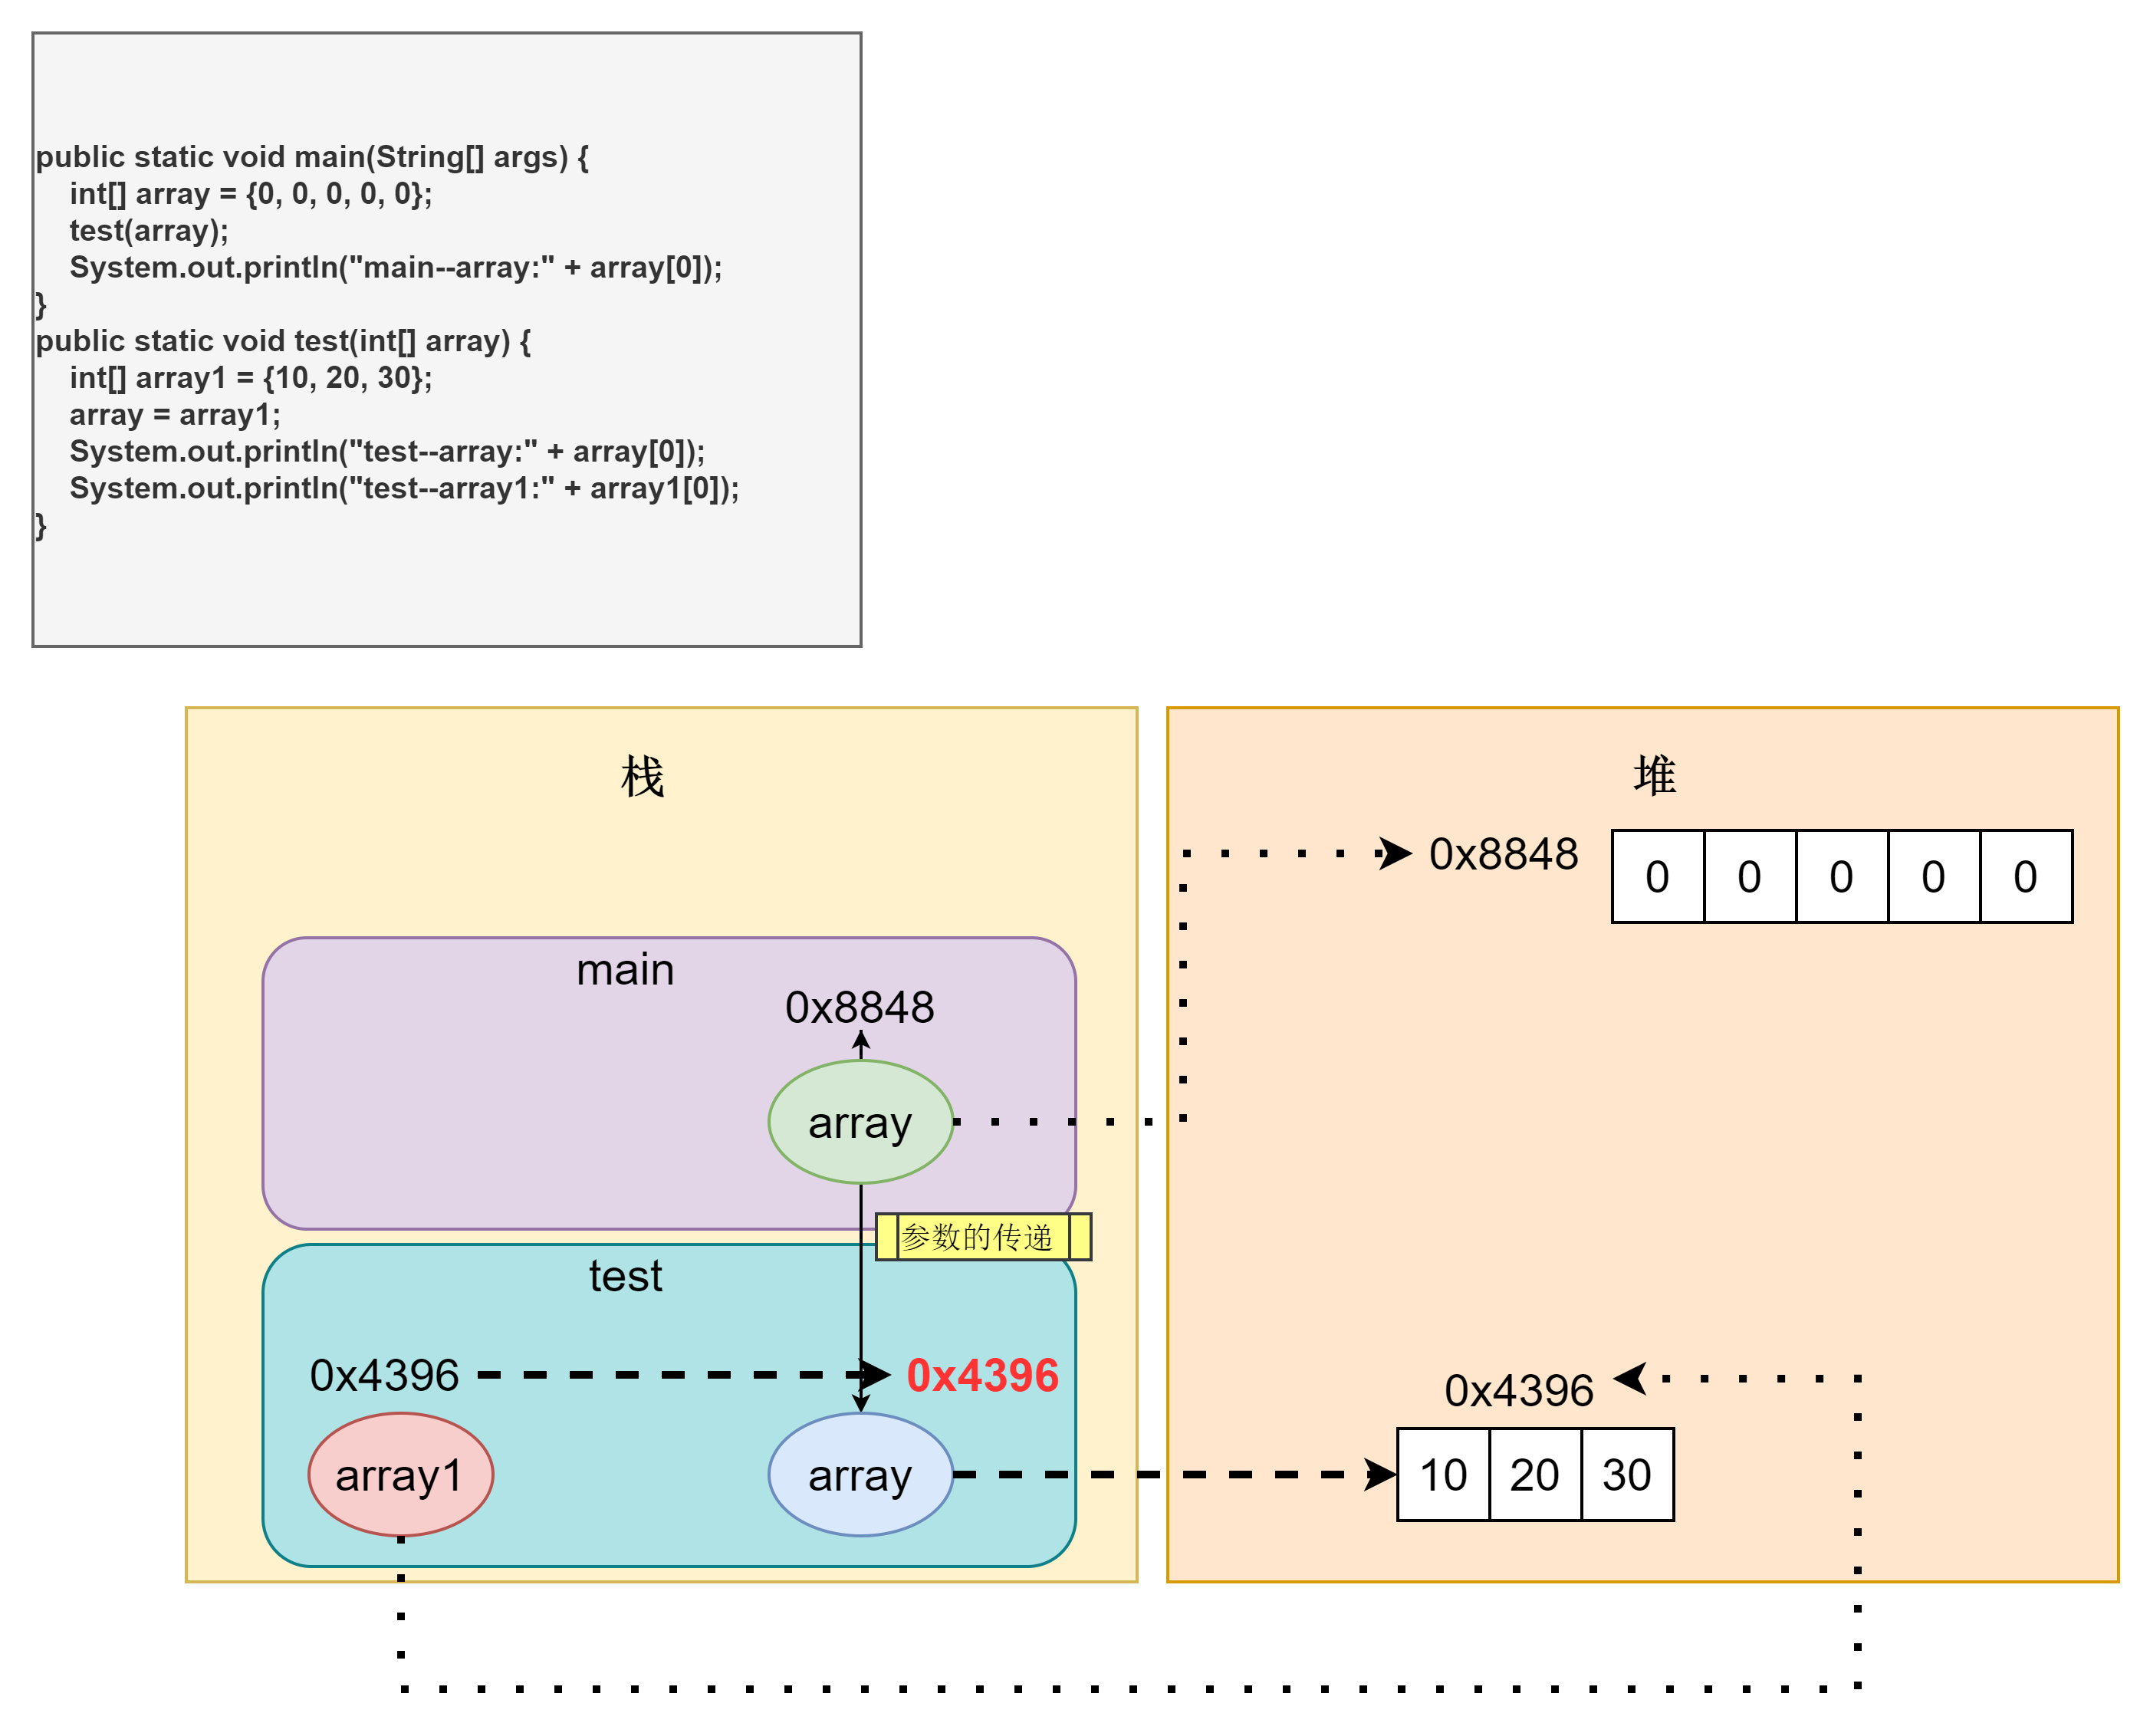 public static void main(String[] args) {
    int[] array = {0, 0, 0, 0, 0};
    test(array);
    System.out.println("main--array:" + array[0]);
}
public static void test(int[] array) {
    int[] array1 = {10, 20, 30};
    array = array1;
    System.out.println("test--array:" + array[0]);
    System.out.println("test--array1:" + array1[0]);
}
栈
堆
0x8848
0 0 0 0 0
main
0x8848
array
参数的传递
test
0x4396
0x4396
0x4396
array1
array
10 20 30